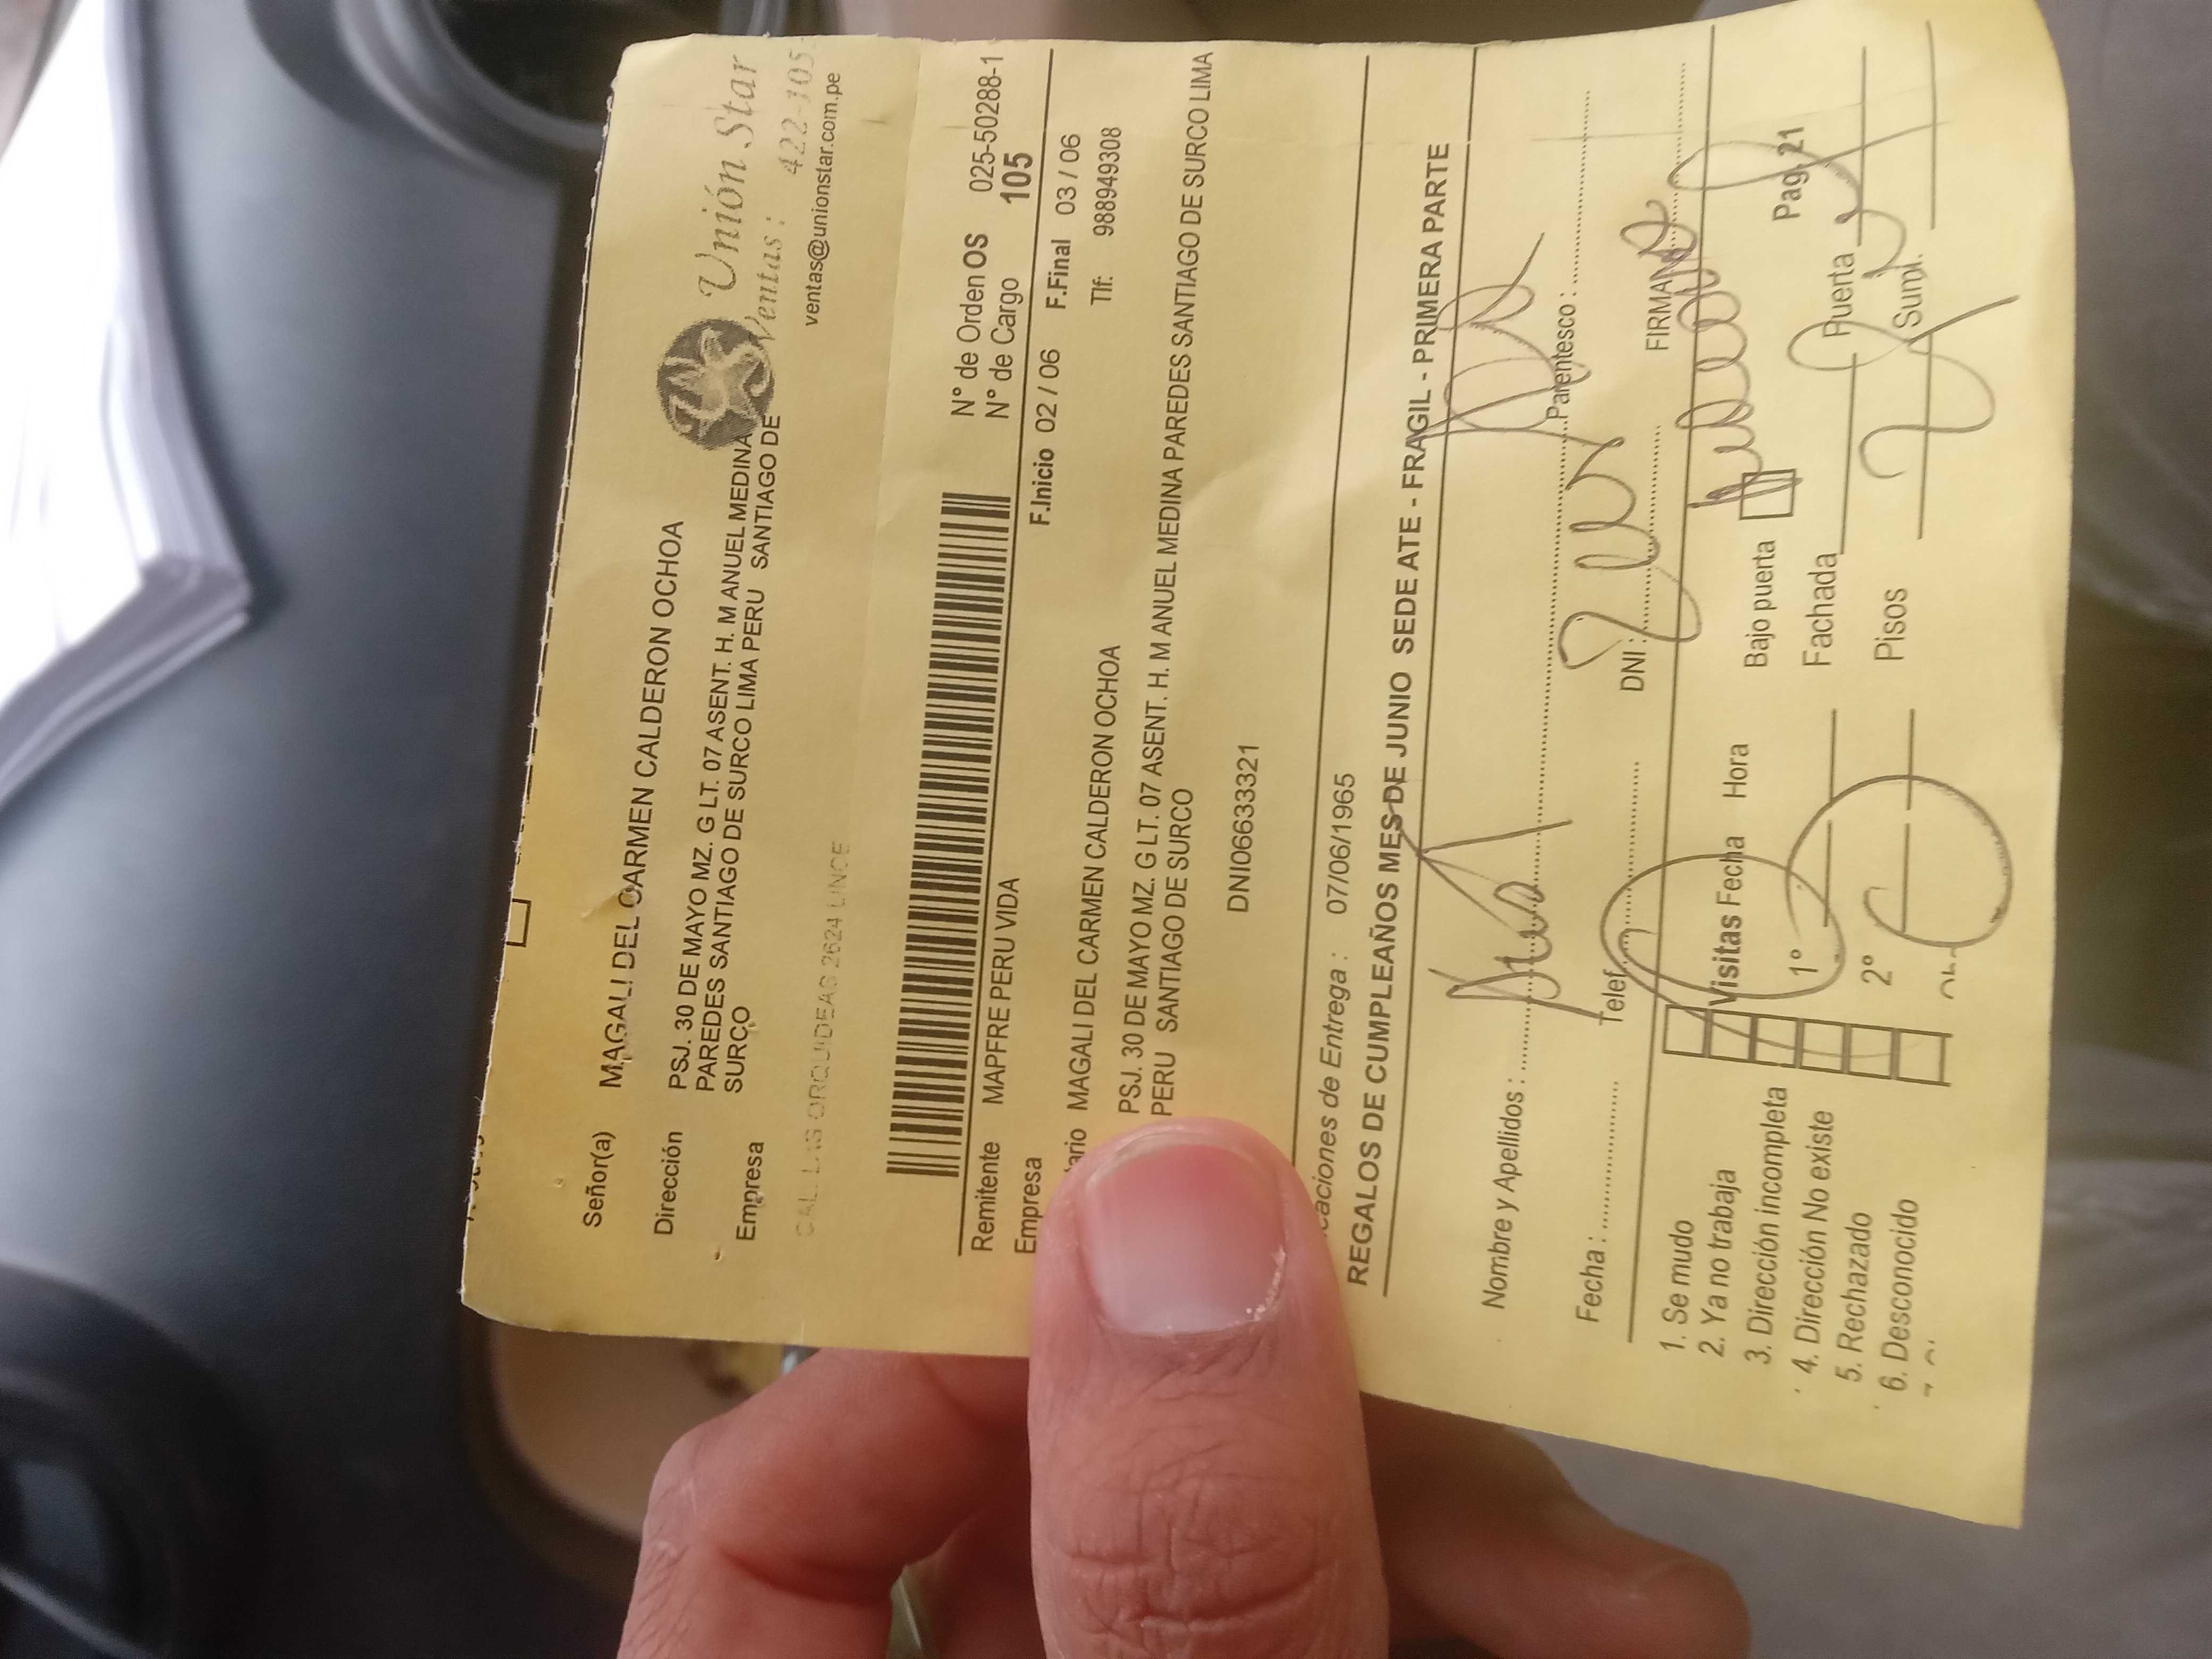 Señor(a) MAGALI DEL CARMEN CALDERON OCHOA
Unión Star
Dirección PSJ. 30 DE MAYO MZ. G LT. 07 ASENT. H. M ANUEL MEDINA
Ventas : 422-105
PAREDES SANTIAGO DE SURCO LIMA PERU SANTIAGO DE
ventas@unionstar.com.pe
SURCO
Empresa
CAL. LAS ORQUIDEAS 2624 LINCE
N° de Orden OS 025-50288-1
N° de Cargo 105
Remitente MAPFRE PERU VIDA
F.Inicio 02 / 06 F.Final 03 / 06
Empresa
ario MAGALI DEL CARMEN CALDERON OCHOA Tlf: 988949308
PSJ. 30 DE MAYO MZ. G LT. 07 ASENT. H. M ANUEL MEDINA PAREDES SANTIAGO DE SURCO LIMA
PERU SANTIAGO DE SURCO
DNI06633321
caciones de Entrega : 07/06/1965
REGALOS DE CUMPLEAÑOS MES DE JUNIO SEDE ATE - FRAGIL - PRIMERA PARTE
Nombre y Apellidos : Parentesco :
Fecha : Telef. DNI : FIRMA
1. Se mudo
2. Ya no trabaja Visitas Fecha Hora Bajo puerta Pag. 21
3. Dirección incompleta
4. Dirección No existe 1° Fachada Puerta
5. Rechazado
6. Desconocido 2° Pisos Sumi.